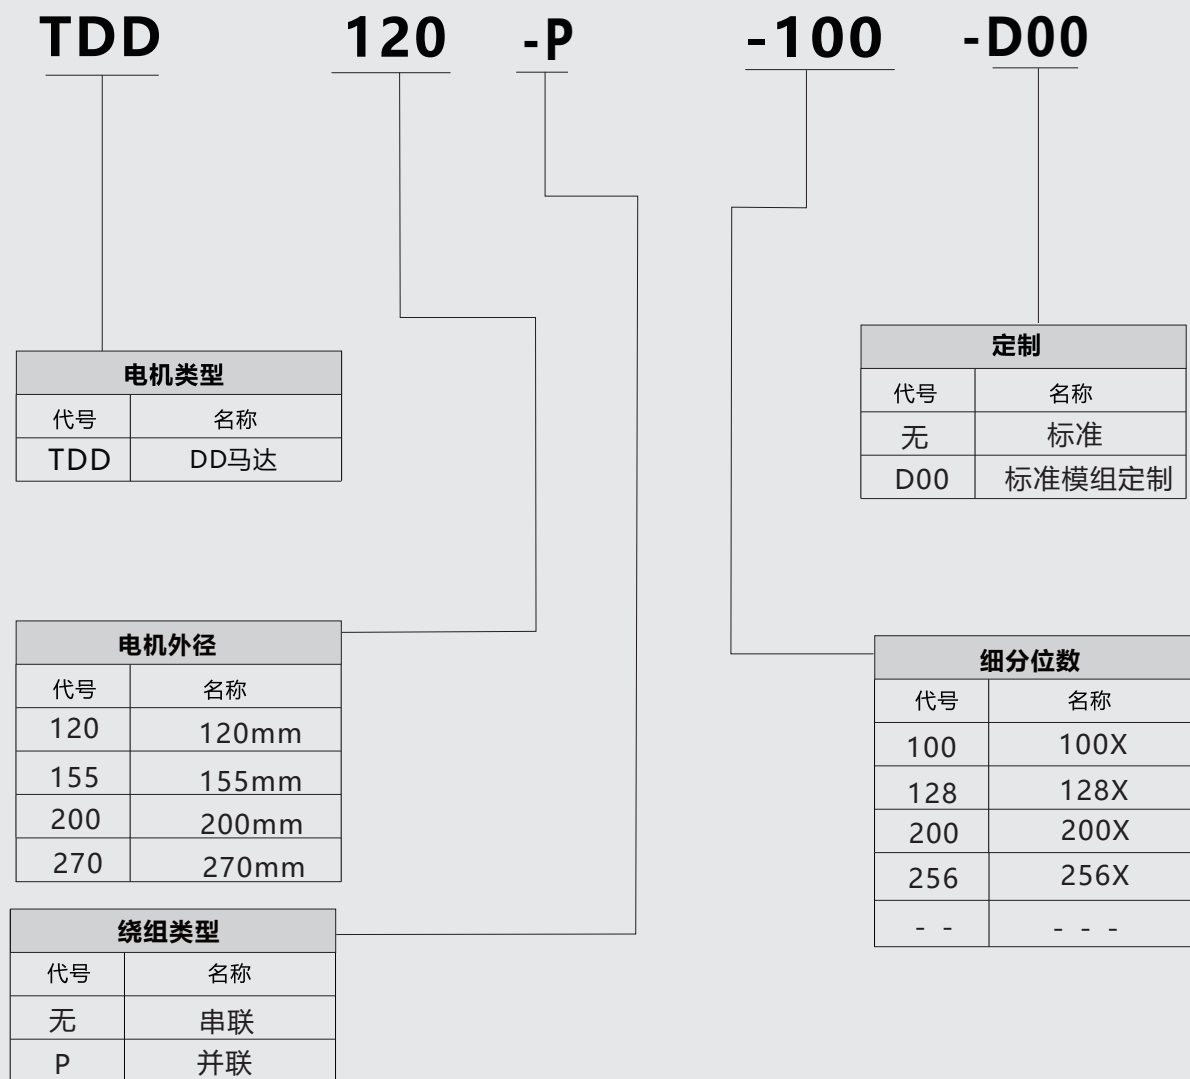 TDD 120 -P -100 -D00
电机类型
代号 名称
TDD DD马达
定制
代号 名称
无 标准
D00 标准模组定制
电机外径
代号 名称
120 120mm
155 155mm
200 200mm
270 270mm
细分位数
代号 名称
100 100X
128 128X
200 200X
256 256X
- - - - -
绕组类型
代号 名称
无 串联
P 并联